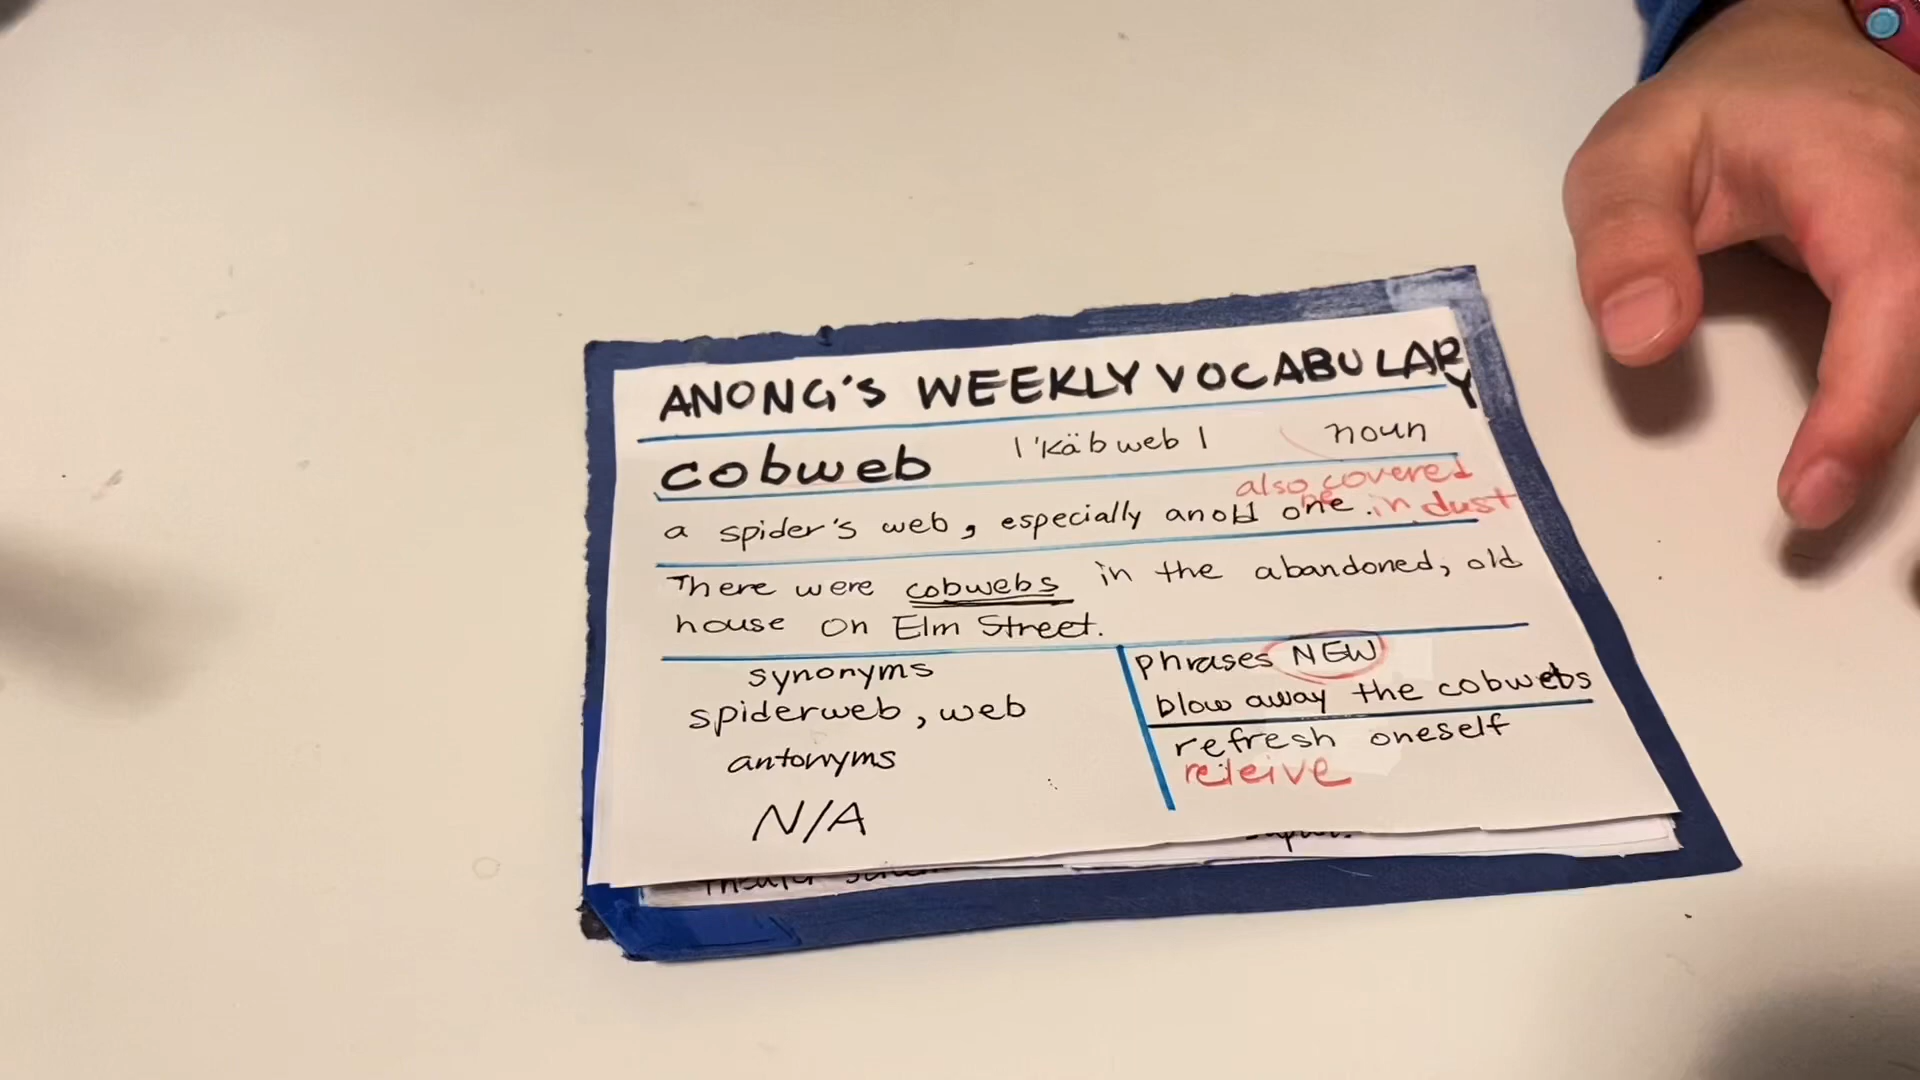 ANONG'S WEEKLY VOCABULARY
cobweb |'käbweb| noun
also covered
a spider's web, especially an old one. in dust
There were cobwebs in the abandoned, old
house on Elm Street.
synonyms
spiderweb, web
antonyms
N/A
phrases NEW
blow away the cobwebs
refresh oneself
releive